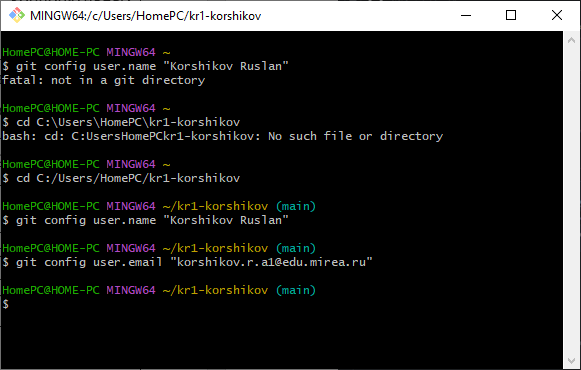 MINGW64:/c/Users/HomePC/kr1-korshikov
HomePC@HOME-PC MINGW64 ~
$ git config user.name "Korshikov Ruslan"
fatal: not in a git directory
HomePC@HOME-PC MINGW64 ~
$ cd C:\Users\HomePC\kr1-korshikov
bash: cd: C:UsersHomePCkr1-korshikov: No such file or directory
HomePC@HOME-PC MINGW64 ~
$ cd C:/Users/HomePC/kr1-korshikov
HomePC@HOME-PC MINGW64 ~/kr1-korshikov (main)
$ git config user.name "Korshikov Ruslan"
HomePC@HOME-PC MINGW64 ~/kr1-korshikov (main)
$ git config user.email "Korshikov.r.a1@edu.mirea.ru"
HomePC@HOME-PC MINGW64 ~/kr1-korshikov (main)
$